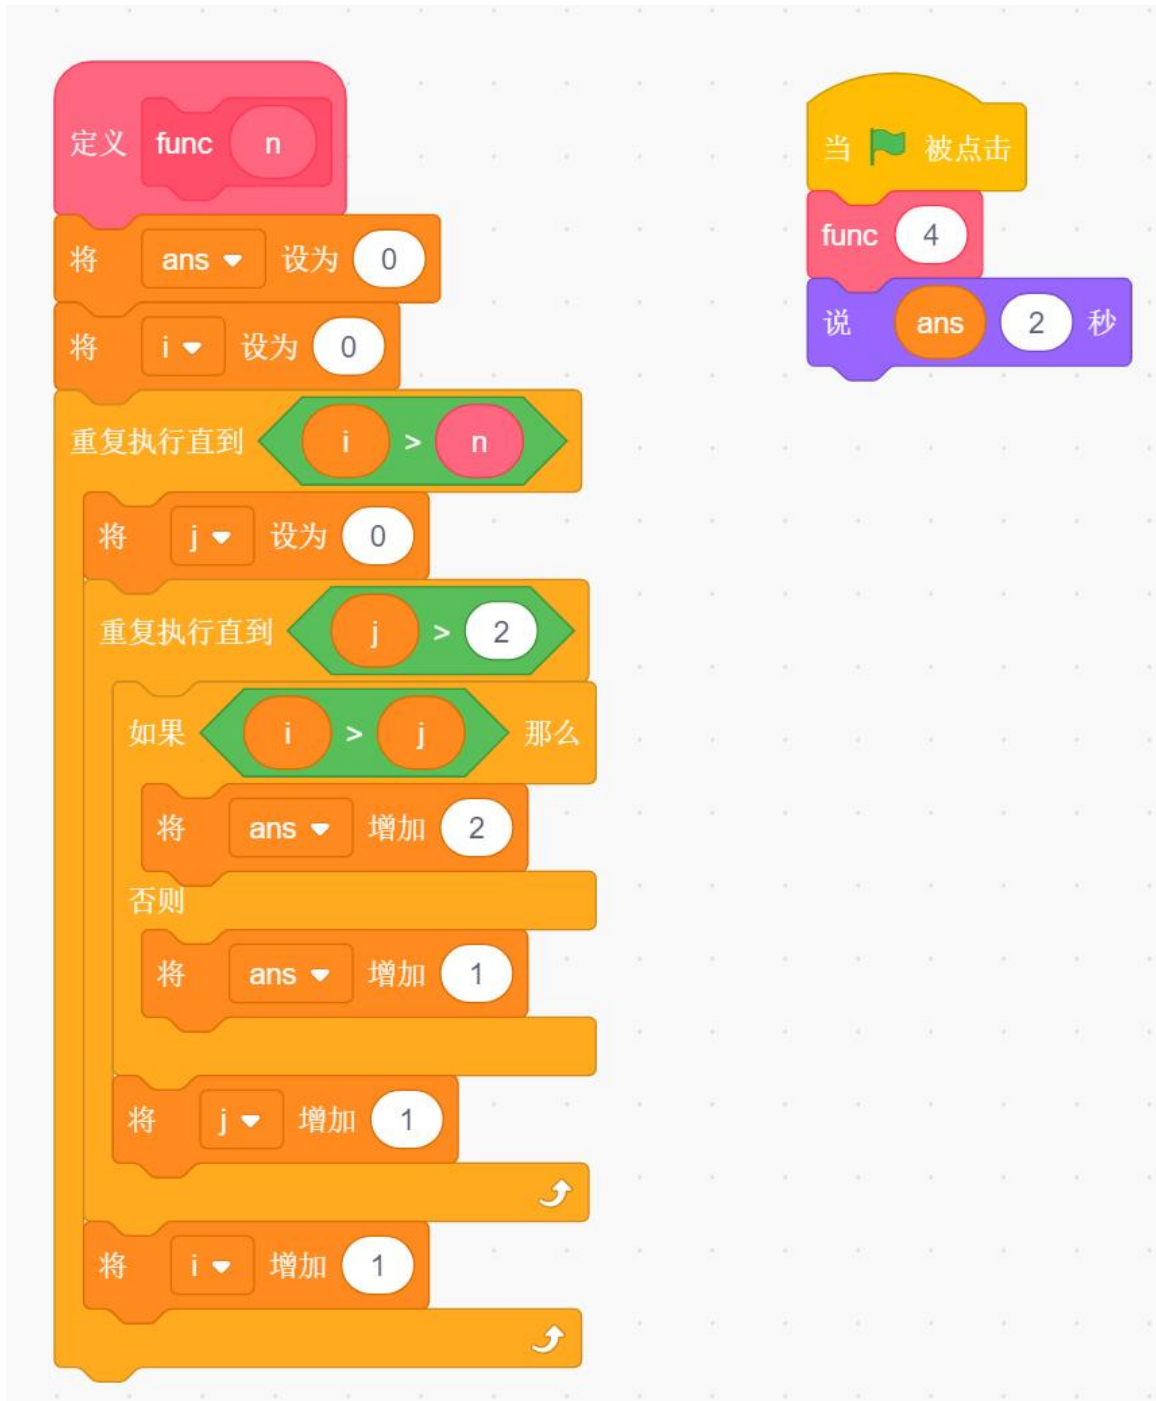 定义 func n
将 ans 设为 0
将 i 设为 0
重复执行直到 i > n
将 j 设为 0
重复执行直到 j > 2
如果 i > j 那么
将 ans 增加 2
否则
将 ans 增加 1
将 j 增加 1
将 i 增加 1
当 被点击
func 4
说 ans 2 秒